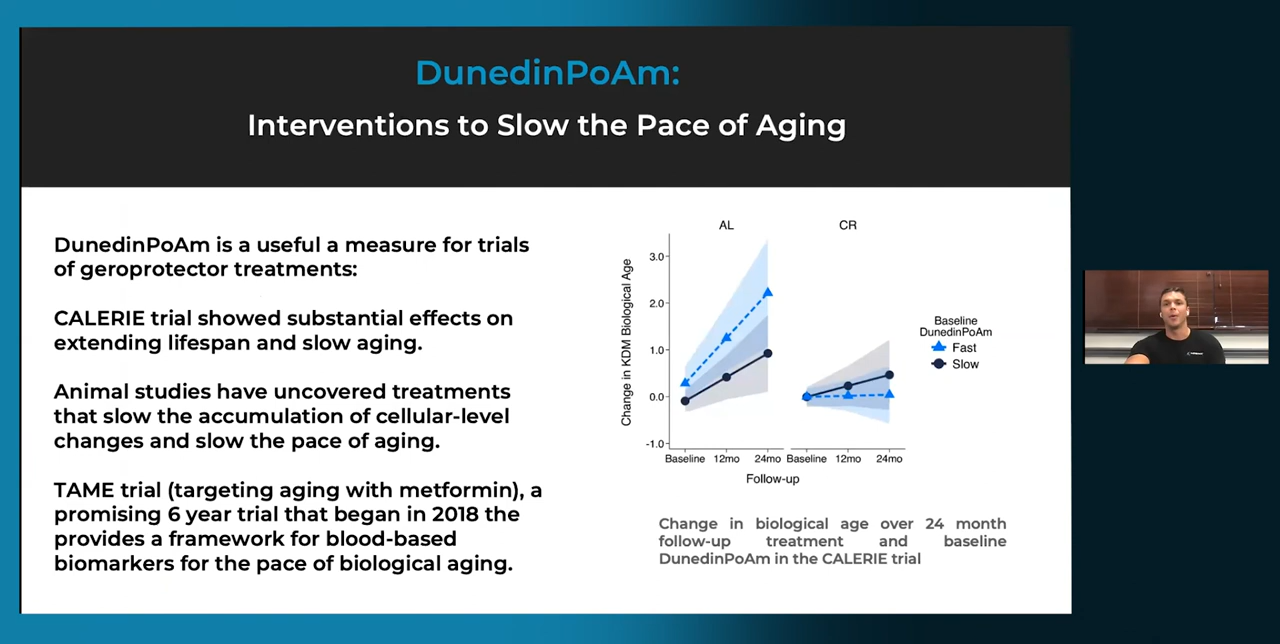 DunedinPoAm:
Interventions to Slow the Pace of Aging
DunedinPoAm is a useful a measure for trials
of geroprotector treatments:
CALERIE trial showed substantial effects on
extending lifespan and slow aging.
Animal studies have uncovered treatments
that slow the accumulation of cellular-level
changes and slow the pace of aging.
TAME trial (targeting aging with metformin), a
promising 6 year trial that began in 2018 the
provides a framework for blood-based
biomarkers for the pace of biological aging.
AL
CR
Change in KDM Biological Age
3.0
2.0
1.0
0.0
-1.0
Baseline 12mo 24mo Baseline 12mo 24mo
Follow-up
Baseline
DunedinPoAm
Fast
Slow
Change in biological age over 24 month
follow-up treatment and baseline
DunedinPoAm in the CALERIE trial